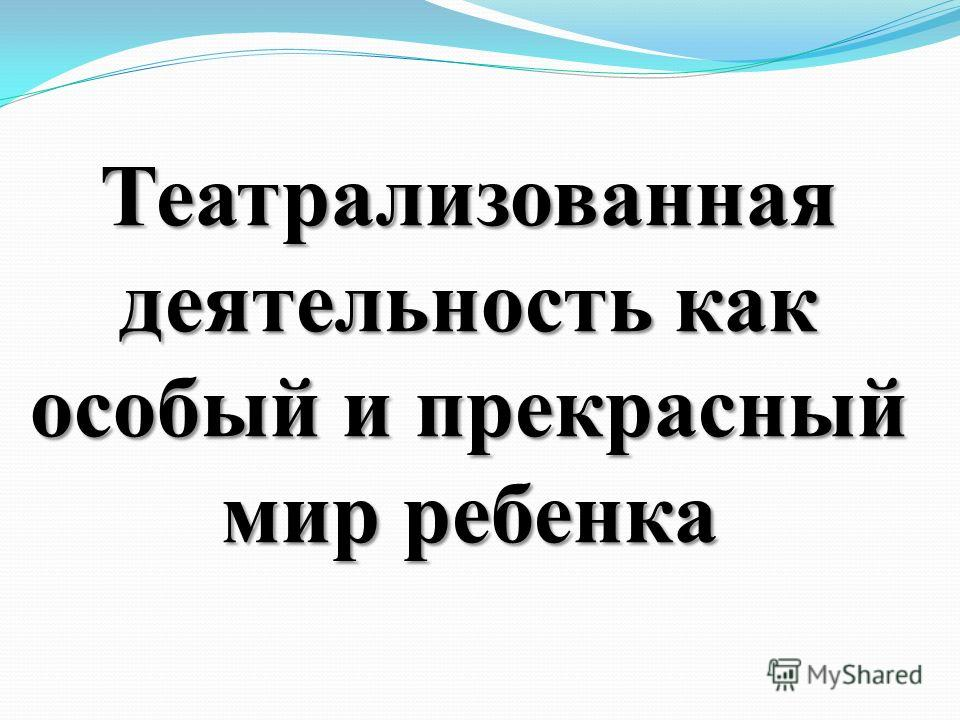 Театрализованная
деятельность как
особый и прекрасный
мир ребенка
MyShared